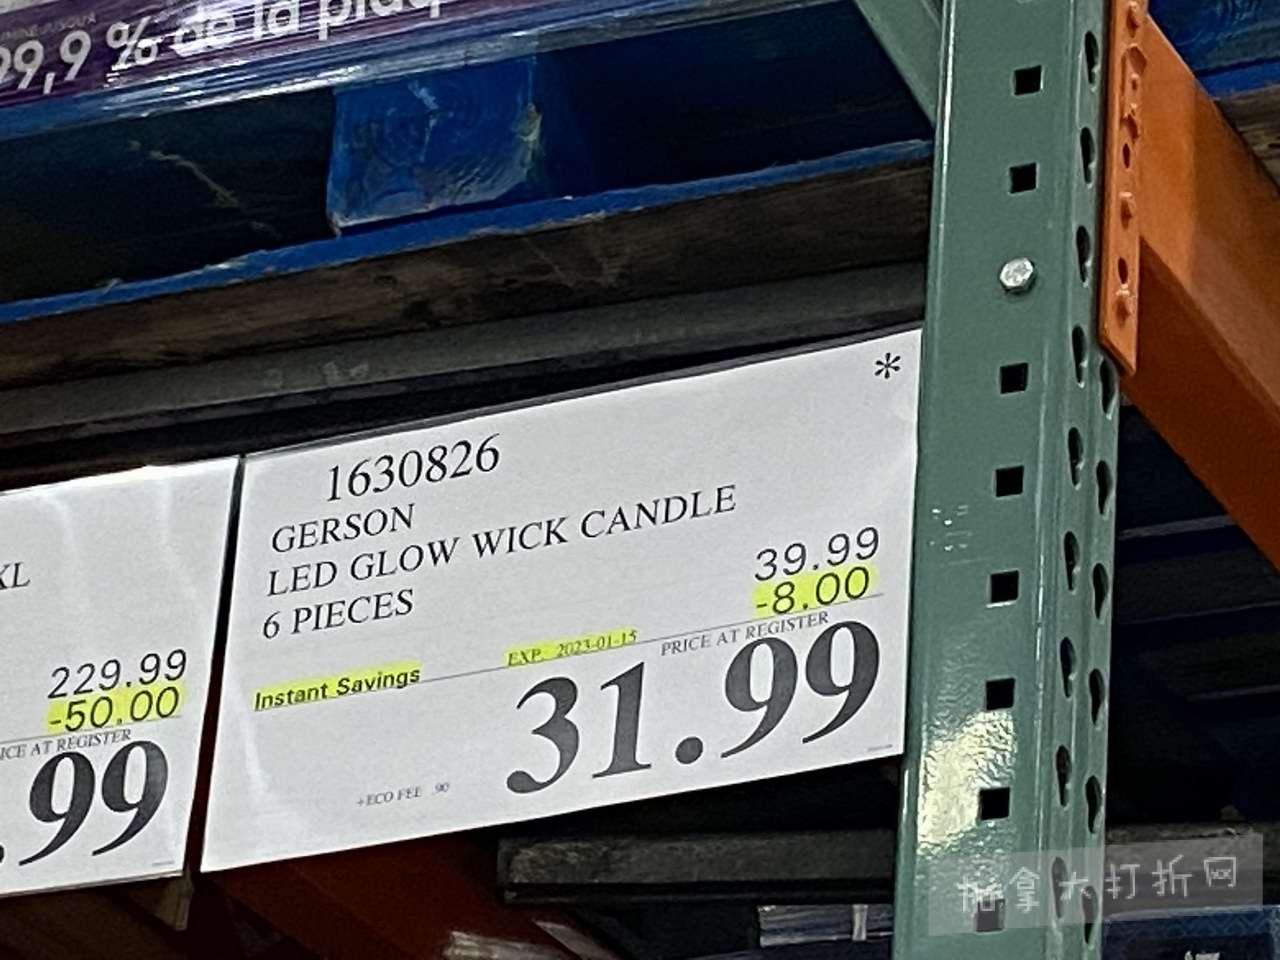 99,9 % de la plaq
*
1630826
GERSON
LED GLOW WICK CANDLE
6 PIECES
39.99
-8.00
EXP. 2023-01-15
PRICE AT REGISTER
Instant Savings
31.99
+ECO FEE .90
XL
229.99
-50.00
ICE AT REGISTER
.99
加拿大打折网